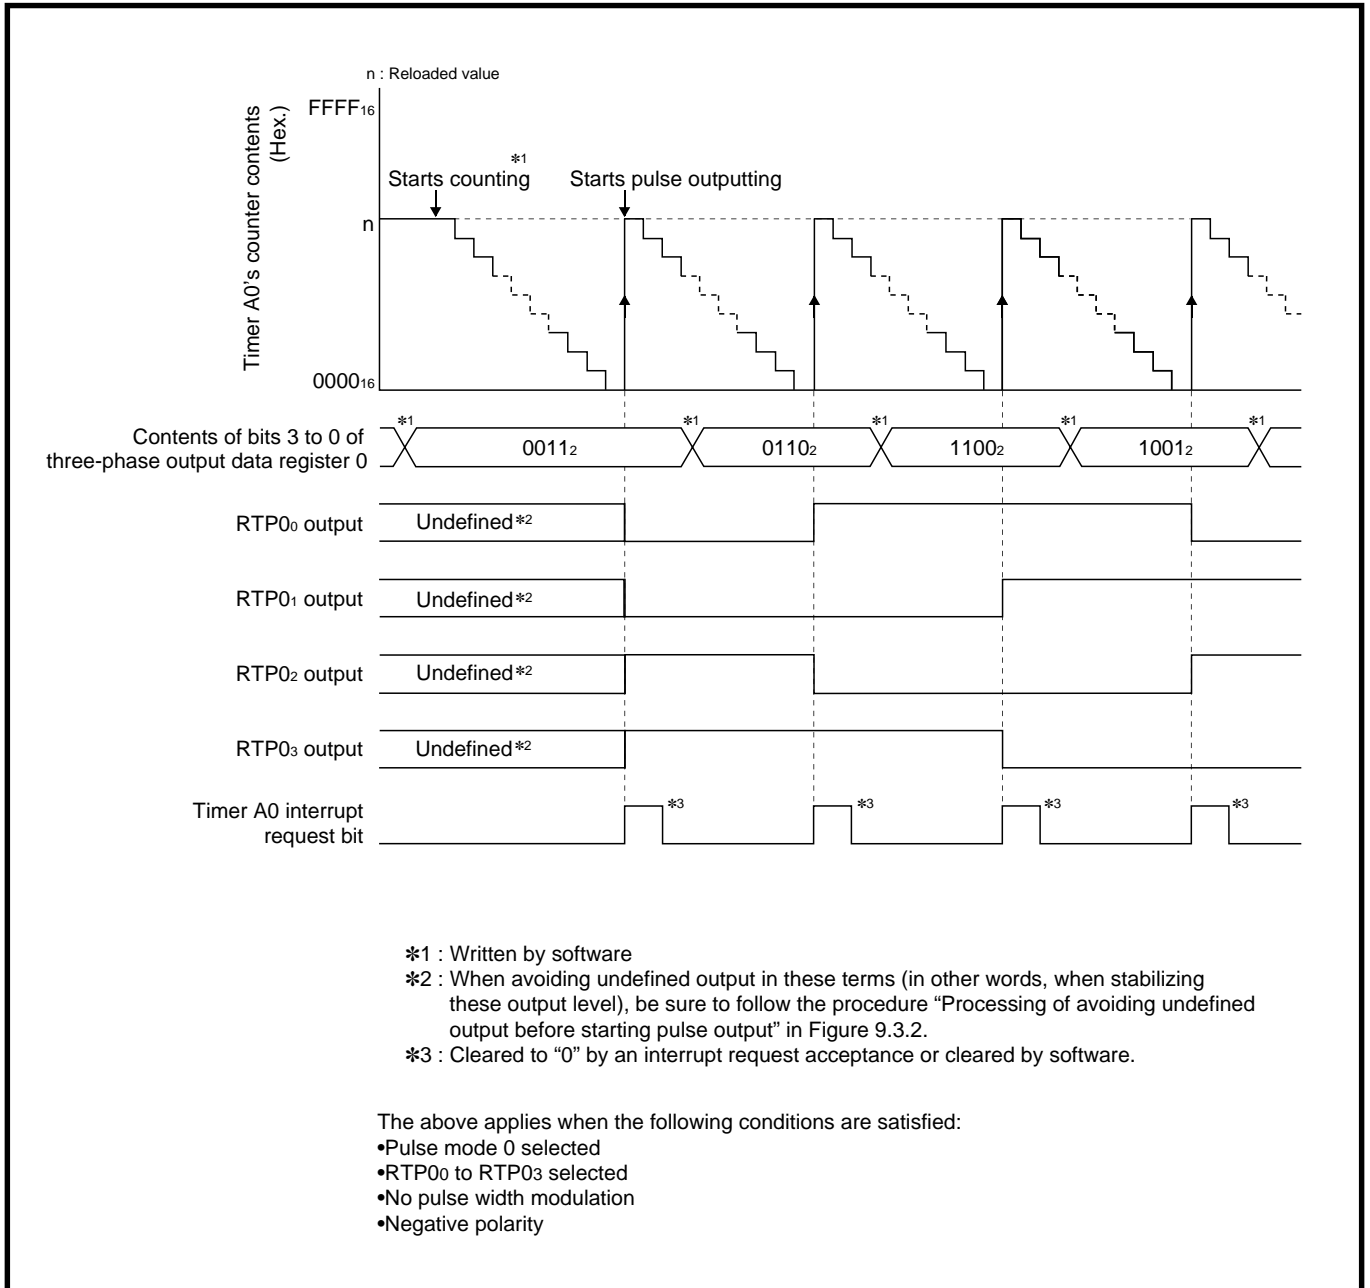 n : Reloaded value
Timer A0’s counter contents
(Hex.)
FFFF16
✻1
Starts counting
Starts pulse outputting
n
000016
Contents of bits 3 to 0 of
three-phase output data register 0
✻1
00112
✻1
01102
✻1
11002
✻1
10012
✻1
RTP00 output
Undefined✻2
RTP01 output
Undefined✻2
RTP02 output
Undefined✻2
RTP03 output
Undefined✻2
Timer A0 interrupt
request bit
✻3
✻3
✻3
✻3
✻1 : Written by software
✻2 : When avoiding undefined output in these terms (in other words, when stabilizing
these output level), be sure to follow the procedure “Processing of avoiding undefined
output before starting pulse output” in Figure 9.3.2.
✻3 : Cleared to “0” by an interrupt request acceptance or cleared by software.
The above applies when the following conditions are satisfied:
•Pulse mode 0 selected
•RTP00 to RTP03 selected
•No pulse width modulation
•Negative polarity